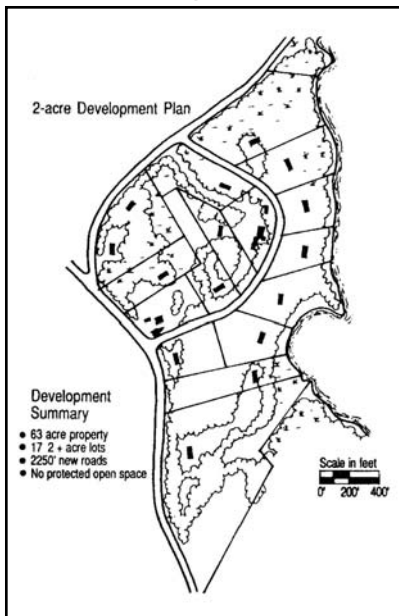 2-acre Development Plan
Development
Summary
● 63 acre property
● 17 2 + acre lots
● 2250' new roads
● No protected open space
Scale in feet
0' 200' 400'